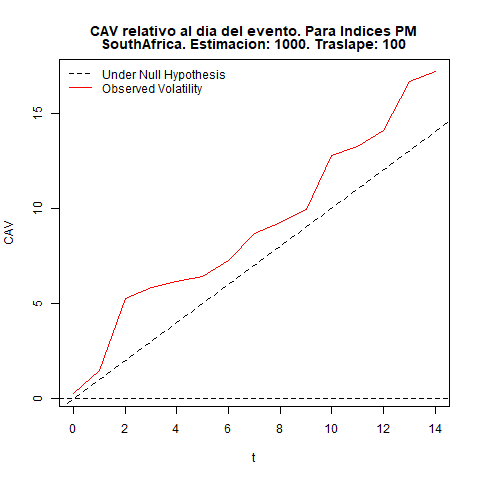 CAV relativo al dia del evento. Para Indices PM
SouthAfrica. Estimacion: 1000. Traslape: 100
Under Null Hypothesis
Observed Volatility
CAV
15
10
5
0
0 2 4 6 8 10 12 14
t